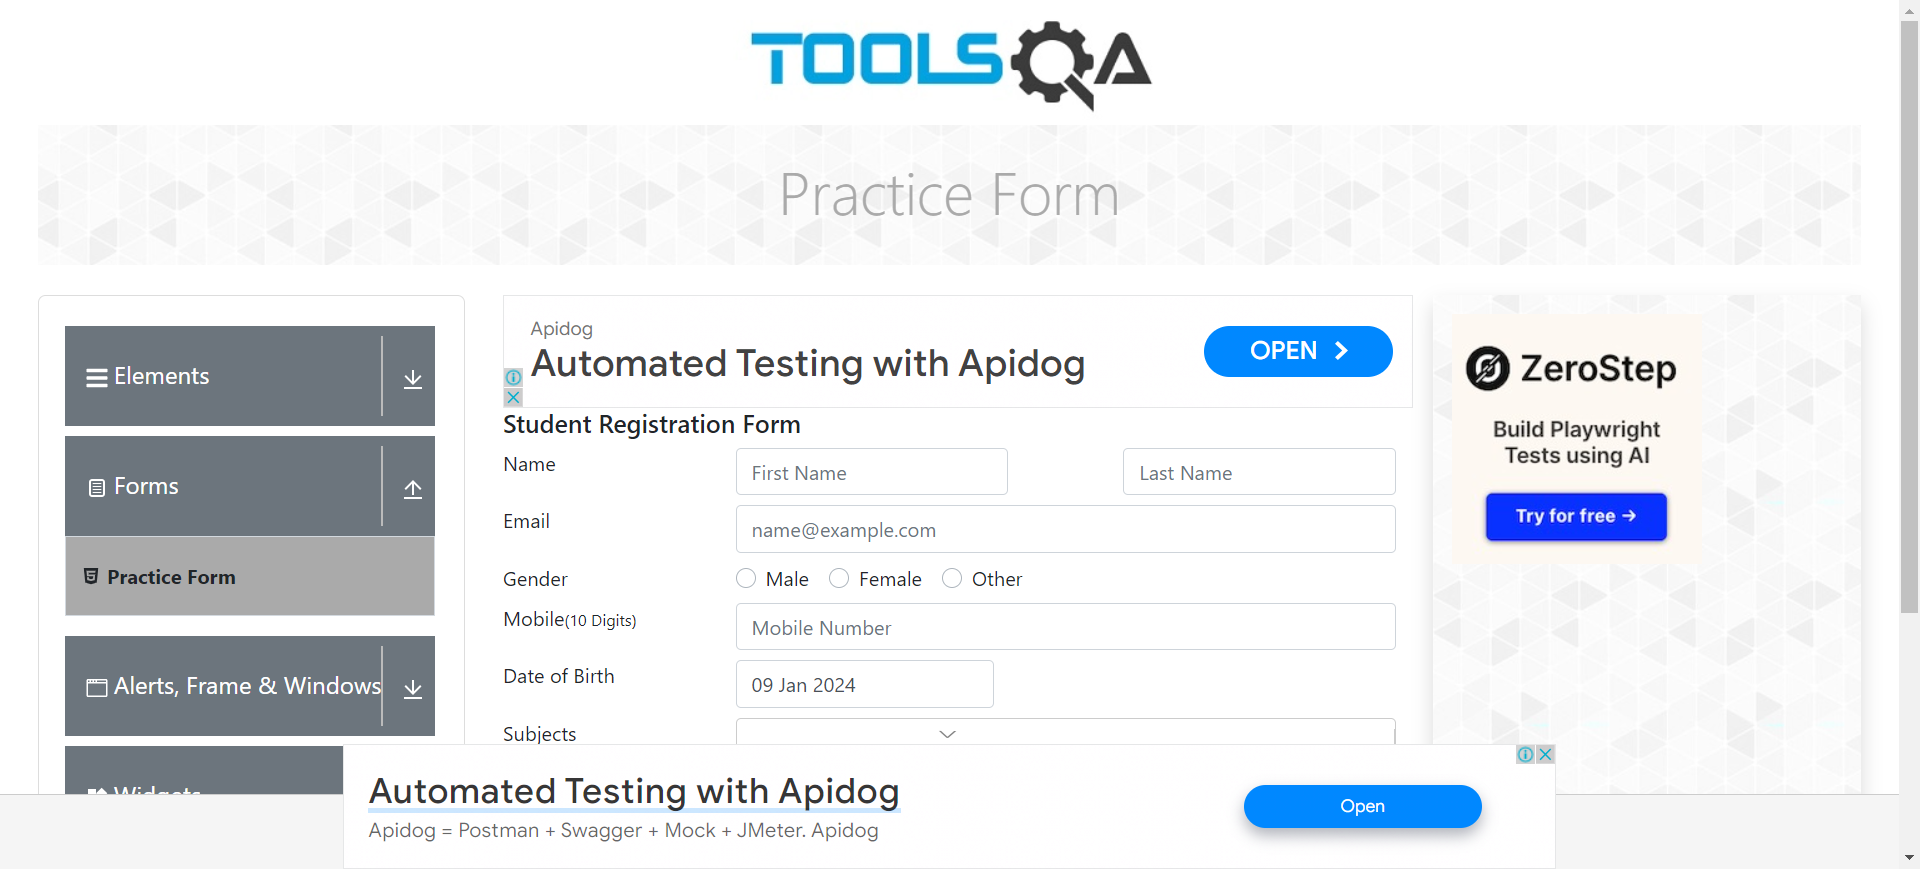 TOOLSQA
Practice Form
Elements
Forms
Practice Form
Alerts, Frame & Windows
Widgets
Apidog
Automated Testing with Apidog
OPEN
Student Registration Form
Name
First Name
Last Name
Email
name@example.com
Gender
Male
Female
Other
Mobile(10 Digits)
Mobile Number
Date of Birth
09 Jan 2024
Subjects
ZeroStep
Build Playwright
Tests using AI
Try for free →
Automated Testing with Apidog
Apidog = Postman + Swagger + Mock + JMeter. Apidog
Open